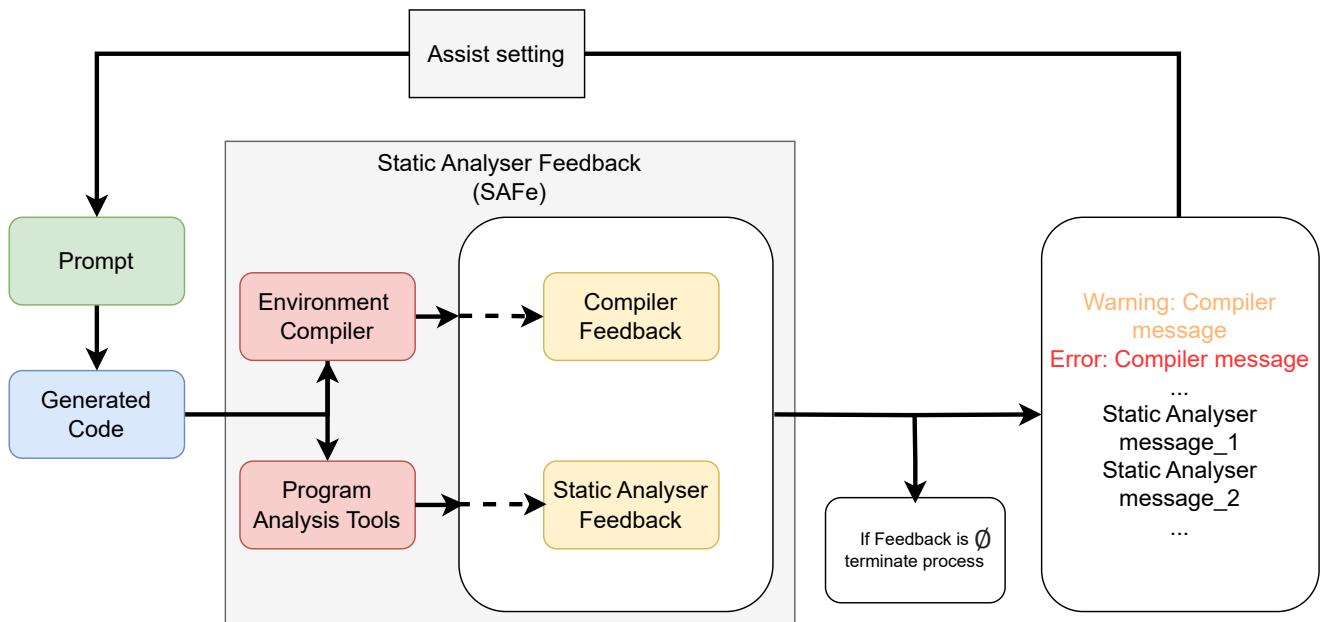 Assist setting
Static Analyser Feedback
(SAFe)
Prompt
Generated
Code
Environment
Compiler
Compiler
Feedback
Program
Analysis Tools
Static Analyser
Feedback
If Feedback is ∅
terminate process
Warning: Compiler
message
Error: Compiler message
...
Static Analyser
message_1
Static Analyser
message_2
...